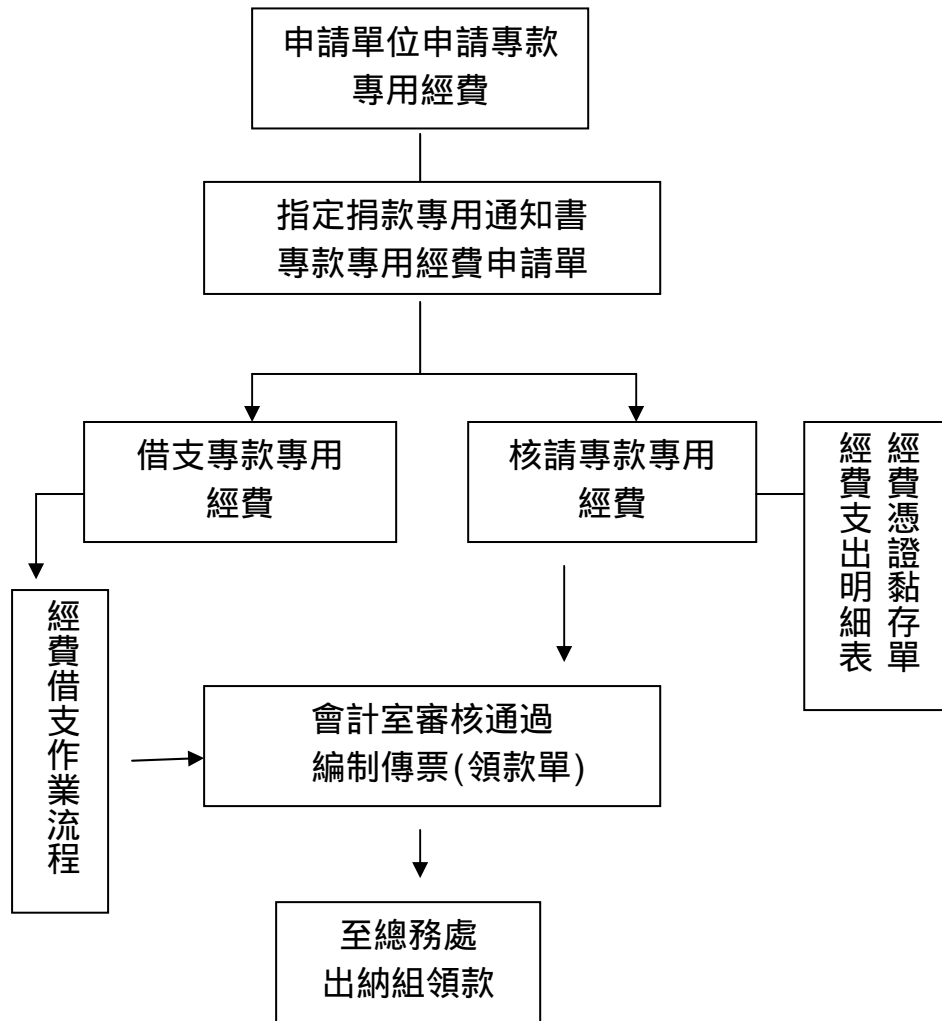 申請單位申請專款
專用經費
指定捐款專用通知書
專款專用經費申請單
借支專款專用
經費
核請專款專用
經費
經費憑證黏存單
經費支出明細表
經費借支作業流程
會計室審核通過
編制傳票(領款單)
至總務處
出納組領款